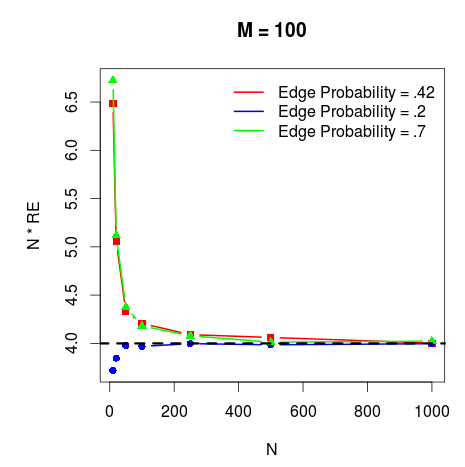 M = 100
Edge Probability = .42
Edge Probability = .2
Edge Probability = .7
N * RE
6.5
6.0
5.5
5.0
4.5
4.0
0 200 400 600 800 1000
N